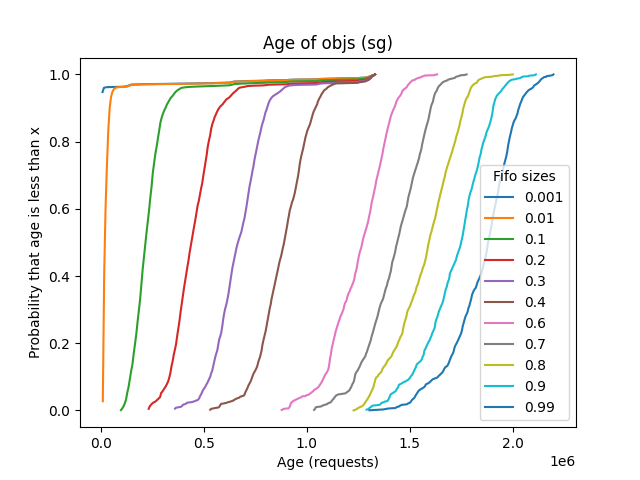 Age of objs (sg)
Probability that age is less than x
1.0
0.8
0.6
0.4
0.2
0.0
Fifo sizes
0.001
0.01
0.1
0.2
0.3
0.4
0.6
0.7
0.8
0.9
0.99
0.0 0.5 1.0 1.5 2.0
1e6
Age (requests)